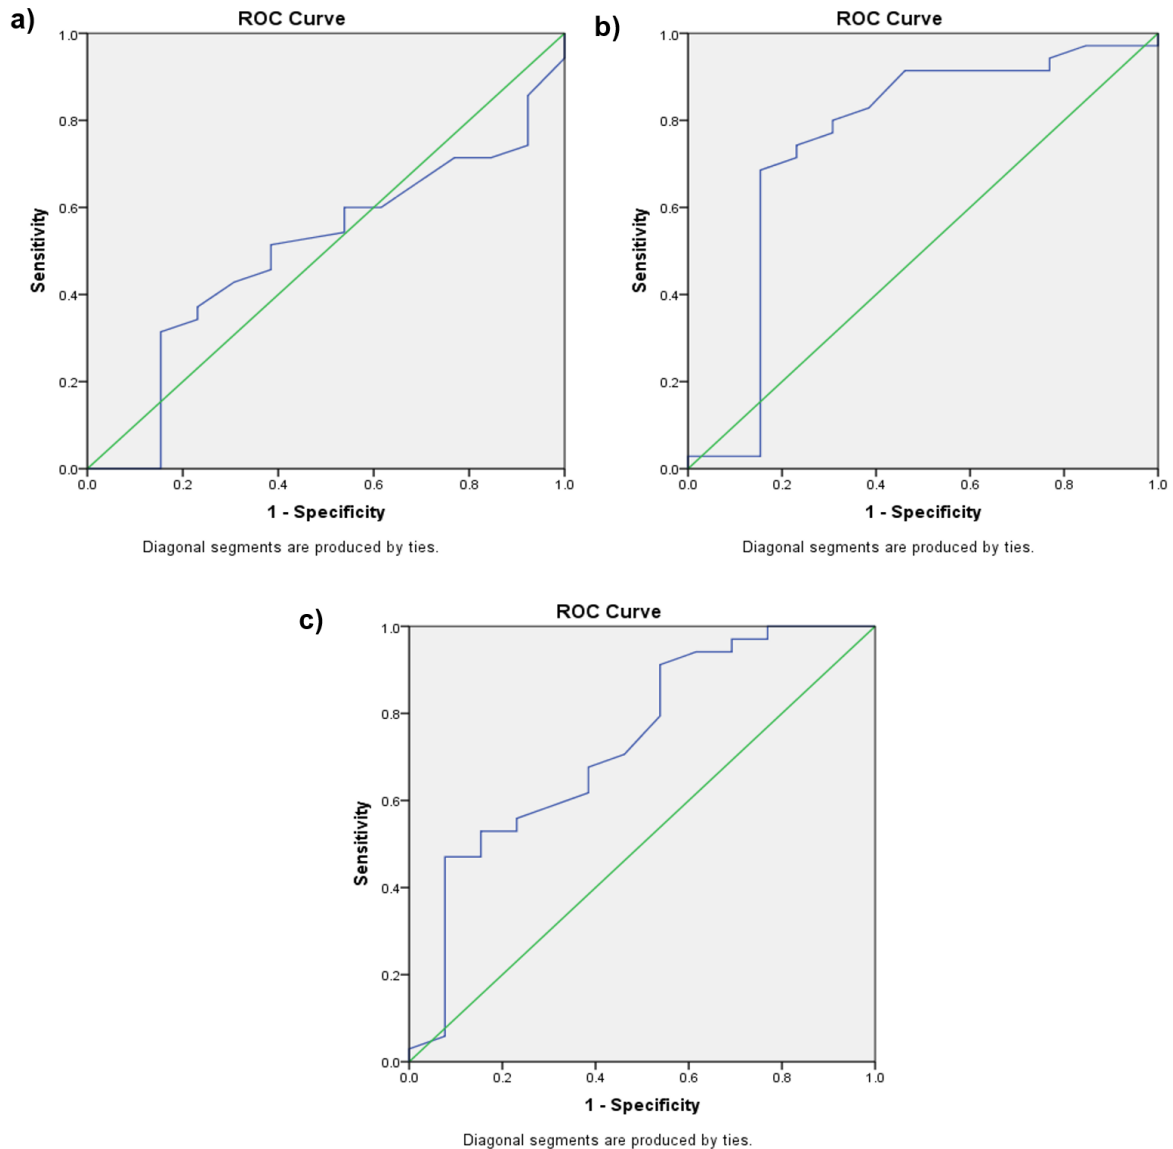 a)
ROC Curve
1.0
0.8
0.6
0.4
0.2
0.0
Sensitivity
0.0 0.2 0.4 0.6 0.8 1.0
1 - Specificity
Diagonal segments are produced by ties.
b)
ROC Curve
1.0
0.8
0.6
0.4
0.2
0.0
Sensitivity
0.0 0.2 0.4 0.6 0.8 1.0
1 - Specificity
Diagonal segments are produced by ties.
c)
ROC Curve
1.0
0.8
0.6
0.4
0.2
0.0
Sensitivity
0.0 0.2 0.4 0.6 0.8 1.0
1 - Specificity
Diagonal segments are produced by ties.